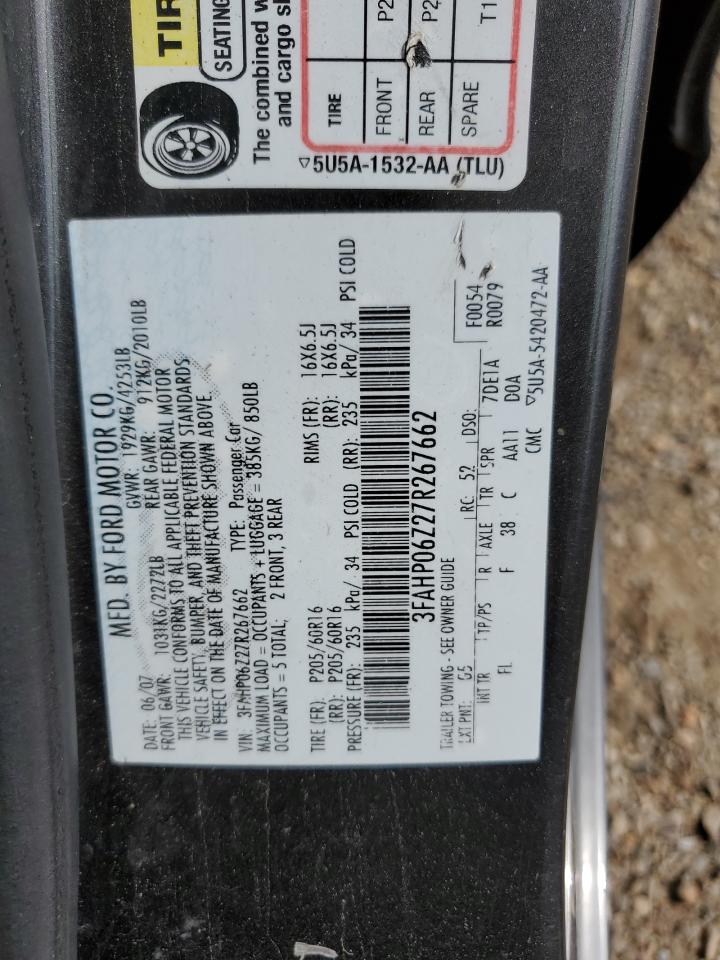 TIR
SEATING
The combined w
and cargo s
TIRE
FRONT P2
REAR P2
SPARE T1
▽5U5A-1532-AA (TLU)
MFD. BY FORD MOTOR CO.
DATE: 06/07 GVWR: 1929KG/4253LB
FRONT GAWR: 1031KG/2272LB REAR GAWR: 912KG/2010LB
THIS VEHICLE CONFORMS TO ALL APPLICABLE FEDERAL MOTOR
VEHICLE SAFETY, BUMPER, AND THEFT PREVENTION STANDARDS
IN EFFECT ON THE DATE OF MANUFACTURE SHOWN ABOVE.
VIN: 3FAHP06Z27R267662 TYPE: Passenger Car
MAXIMUM LOAD = OCCUPANTS + LUGGAGE = 385KG/ 850LB
OCCUPANTS = 5 TOTAL; 2 FRONT, 3 REAR
TIRE (FR): P205/60R16 RIMS (FR): 16X6.5J
(RR): P205/60R16 (RR): 16X6.5J
PRESSURE (FR): 235 kPa/ 34 PSI COLD (RR): 235 kPa/ 34 PSI COLD
3FAHP06Z27R267662
TRAILER TOWING - SEE OWNER GUIDE F0054
EXT PNT: G5 RC: 52 DSO: R0079
INT TR TP/PS R AXLE TR SPR 7DE1A
FL F 38 C AA11 D0A
CMC ▽5U5A-5420472-AA